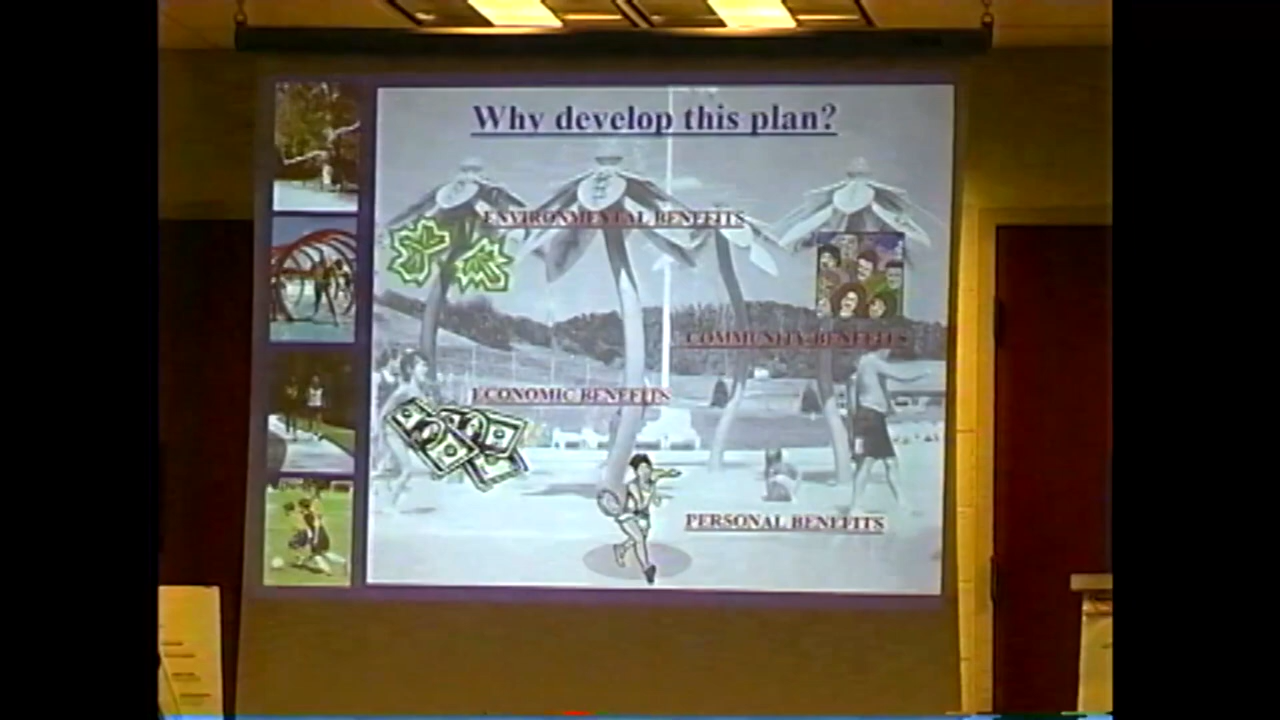 Why develop this plan?
ENVIRONMENTAL BENEFITS
COMMUNITY BENEFITS
ECONOMIC BENEFITS
PERSONAL BENEFITS